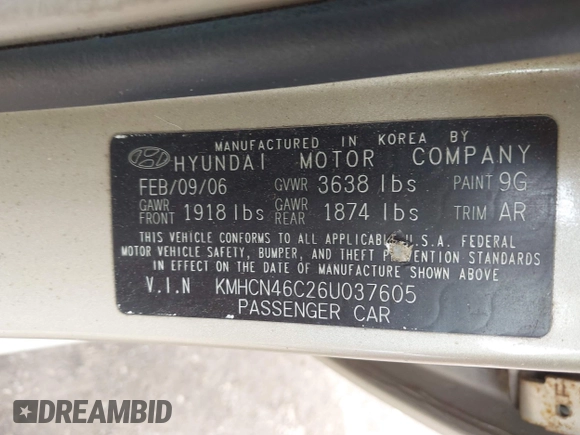 MANUFACTURED IN KOREA BY
HYUNDAI MOTOR COMPANY
FEB/09/06 GVWR 3638 lbs PAINT 9G
GAWR FRONT 1918 lbs GAWR REAR 1874 lbs TRIM AR
THIS VEHICLE CONFORMS TO ALL APPLICABLE U.S.A. FEDERAL
MOTOR VEHICLE SAFETY, BUMPER, AND THEFT PREVENTION STANDARDS
IN EFFECT ON THE DATE OF MANUFACTURE SHOWN ABOVE
V.I.N KMHCN46C26U037605
PASSENGER CAR
DREAMBID